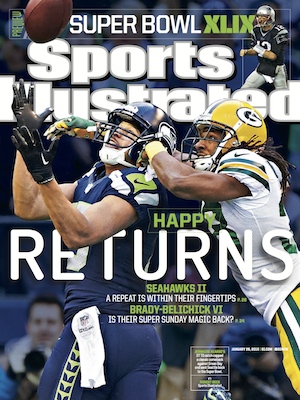 SUPER BOWL XLIX
Sports
Illustrated
HAPPY
RETURNS
SEAHAWKS II
A REPEAT IS WITHIN THEIR FINGERTIPS P. 28
BRADY-BELICHICK VI
IS THEIR SUPER SUNDAY MAGIC BACK?